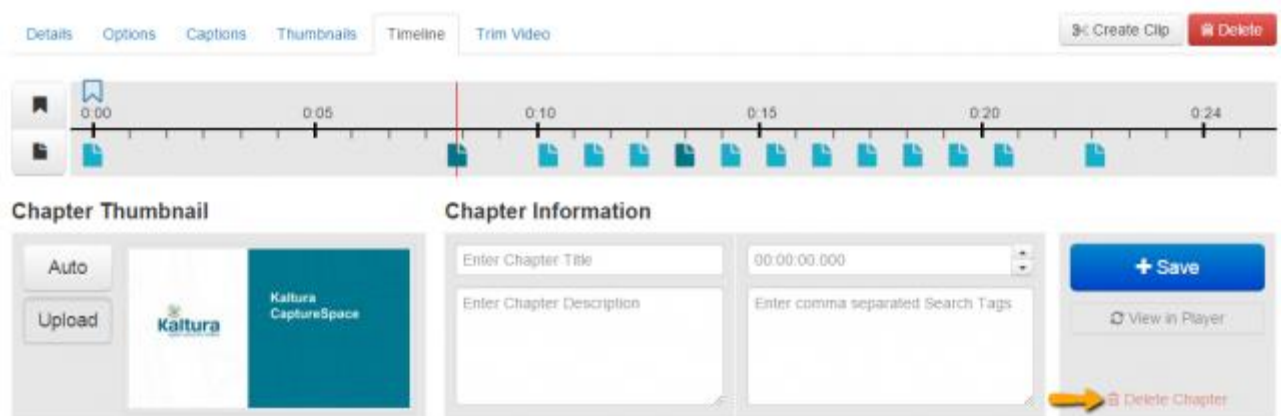 Details Options Captions Thumbnails Timeline Trim Video Create Clip Delete
0:00 0:05 0:10 0:15 0:20 0:24
Chapter Thumbnail
Chapter Information
Auto
Upload
Kaltura
Kaltura
CaptureSpace
Enter Chapter Title
00:00:00.000
Enter Chapter Description
Enter comma separated Search Tags
+ Save
View in Player
Delete Chapter